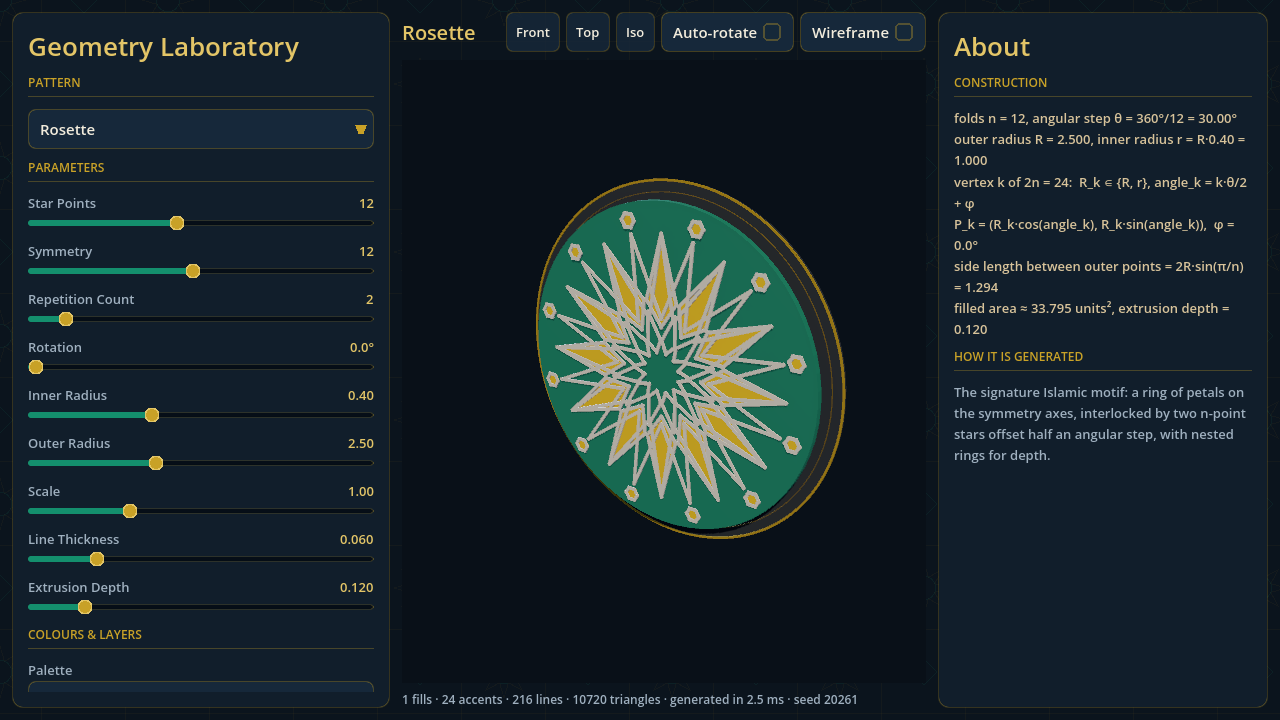 Geometry Laboratory
PATTERN
Rosette
PARAMETERS
Star Points 12
Symmetry 12
Repetition Count 2
Rotation 0.0°
Inner Radius 0.40
Outer Radius 2.50
Scale 1.00
Line Thickness 0.060
Extrusion Depth 0.120
COLOURS & LAYERS
Palette
Rosette
Front Top Iso Auto-rotate Wireframe
1 fills · 24 accents · 216 lines · 10720 triangles · generated in 2.5 ms · seed 20261
About
CONSTRUCTION
folds n = 12, angular step θ = 360°/12 = 30.00°
outer radius R = 2.500, inner radius r = R·0.40 =
1.000
vertex k of 2n = 24:  R_k ∈ {R, r}, angle_k = k·θ/2
+ φ
P_k = (R_k·cos(angle_k), R_k·sin(angle_k)),  φ =
0.0°
side length between outer points = 2R·sin(π/n)
= 1.294
filled area ≈ 33.795 units², extrusion depth =
0.120
HOW IT IS GENERATED
The signature Islamic motif: a ring of petals on
the symmetry axes, interlocked by two n-point
stars offset half an angular step, with nested
rings for depth.